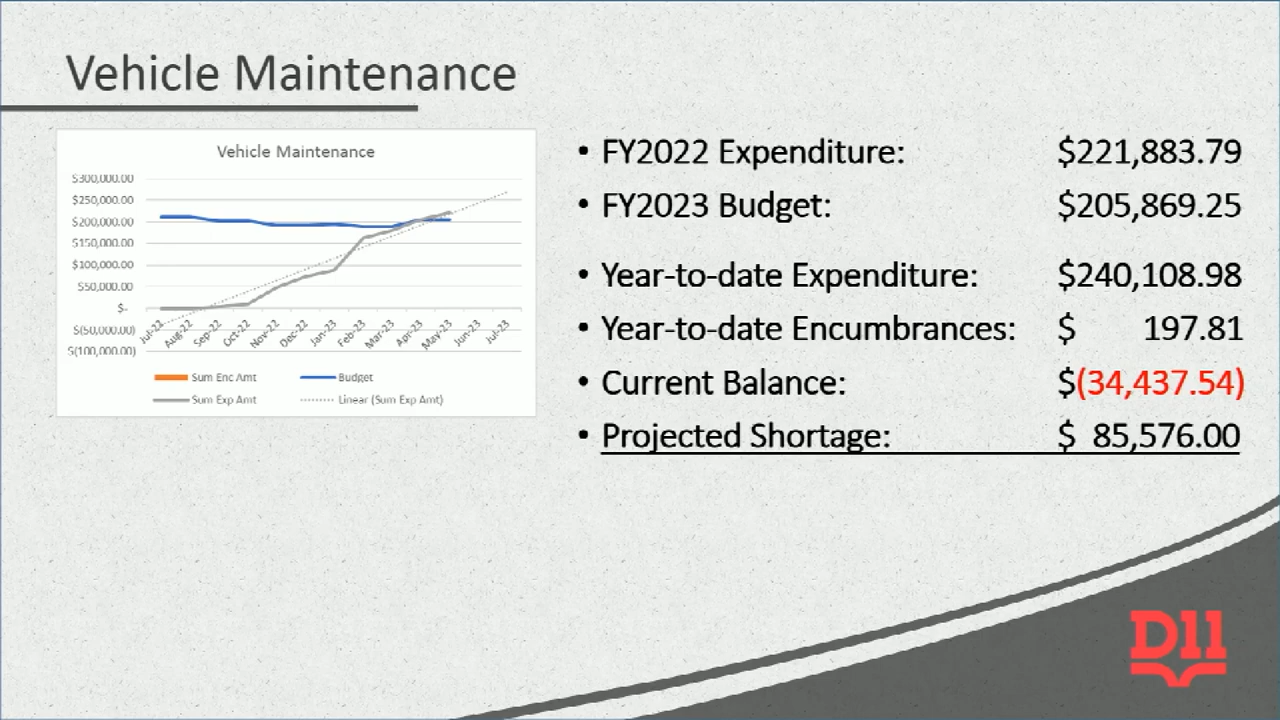 Vehicle Maintenance
Vehicle Maintenance
$300,000.00
$250,000.00
$200,000.00
$150,000.00
$100,000.00
$50,000.00
$-
$(50,000.00)
$(100,000.00)
Jul-22 Aug-22 Sep-22 Oct-22 Nov-22 Dec-22 Jan-23 Feb-23 Mar-23 Apr-23 May-23 Jun-23 Jul-23
Sum Enc Amt Budget
Sum Exp Amt Linear (Sum Exp Amt)
• FY2022 Expenditure: $221,883.79
• FY2023 Budget: $205,869.25
• Year-to-date Expenditure: $240,108.98
• Year-to-date Encumbrances: $ 197.81
• Current Balance: $(34,437.54)
• Projected Shortage: $ 85,576.00
D11